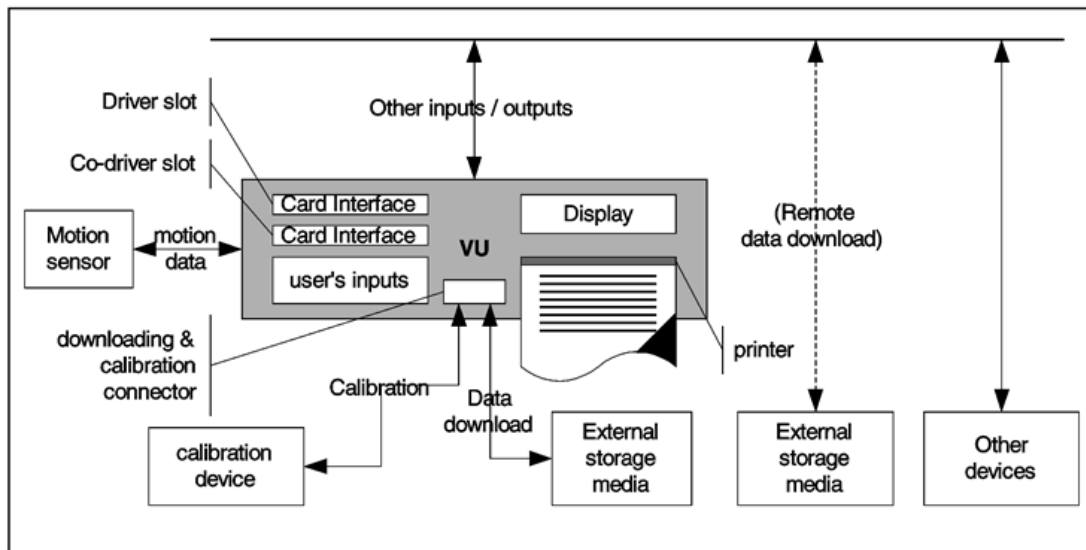 Driver slot
Other inputs / outputs
Co-driver slot
Card Interface
Card Interface
Display
VU
(Remote
data download)
Motion
sensor
motion
data
user's inputs
downloading &
calibration
connector
printer
Calibration
Data
download
calibration
device
External
storage
media
External
storage
media
Other
devices